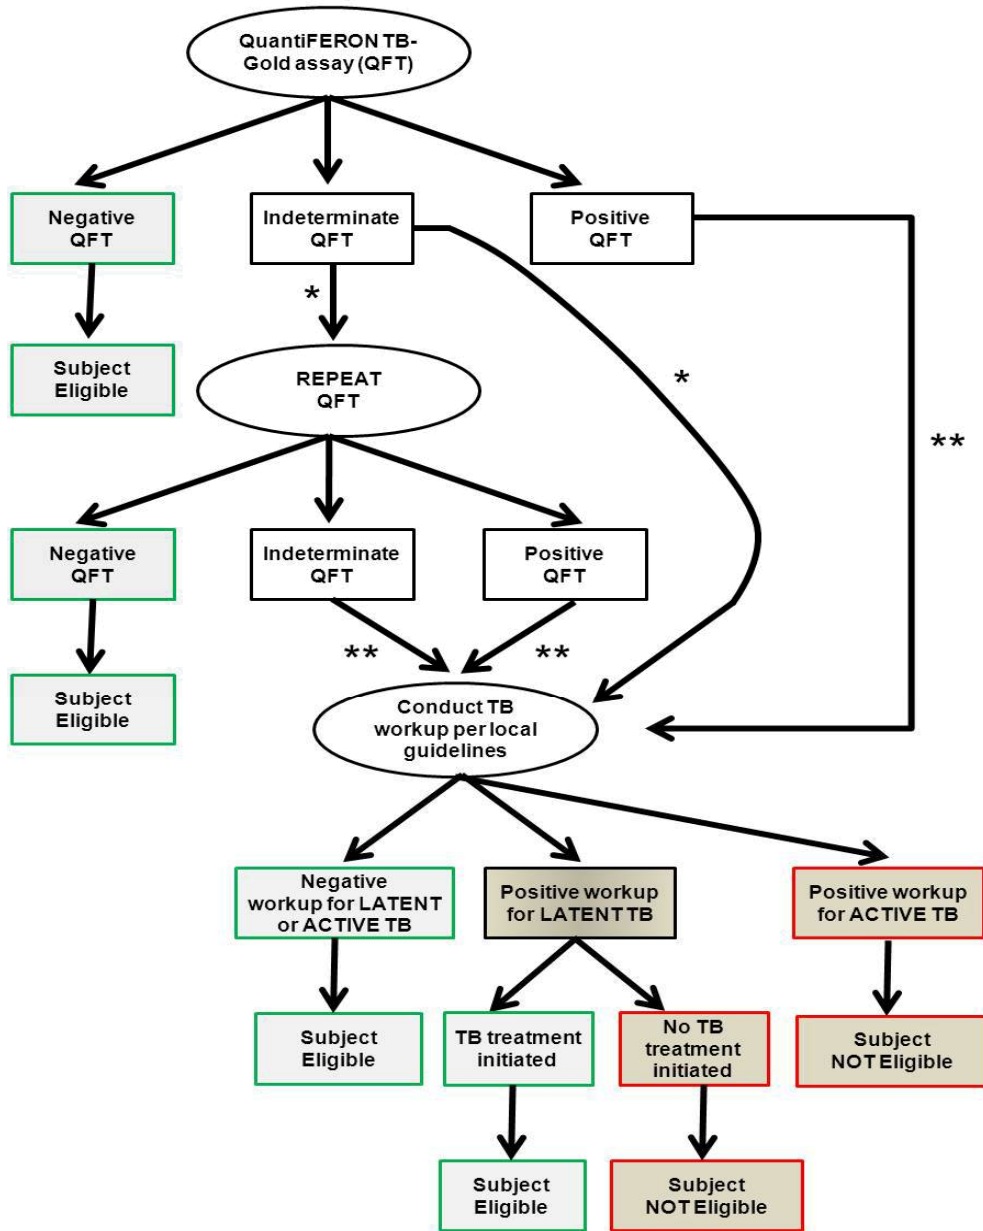 QuantiFERON TB-
Gold assay (QFT)
Negative
QFT
Indeterminate
QFT
Positive
QFT
*
Subject
Eligible
REPEAT
QFT
*
**
Negative
QFT
Indeterminate
QFT
Positive
QFT
**
**
Subject
Eligible
Conduct TB
workup per local
guidelines
Negative
workup for LATENT
or ACTIVE TB
Positive workup
for LATENT TB
Positive workup
for ACTIVE TB
Subject
Eligible
TB treatment
initiated
No TB
treatment
initiated
Subject
NOT Eligible
Subject
Eligible
Subject
NOT Eligible